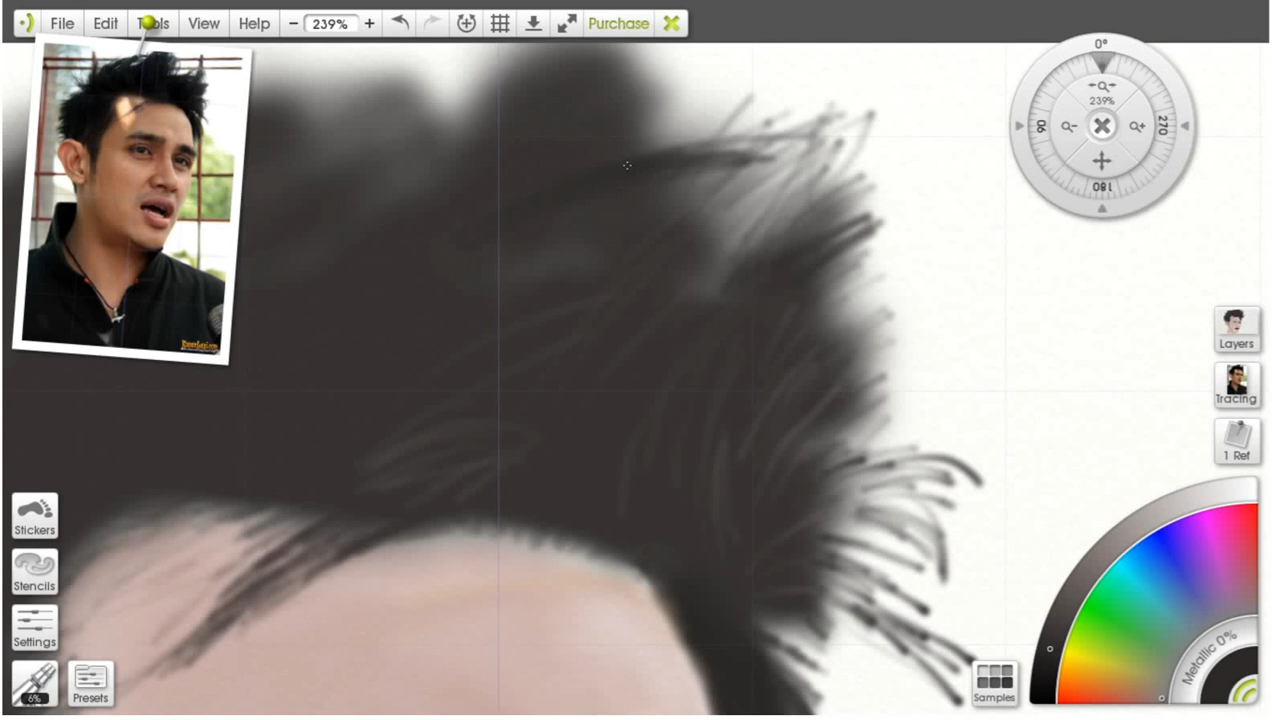 File Edit Tools View Help − 239% + Purchase
0°
239%
90
270
180
Layers
Tracing
1 Ref
Stickers
Stencils
Settings
6%
Presets
Samples
Metallic 0%